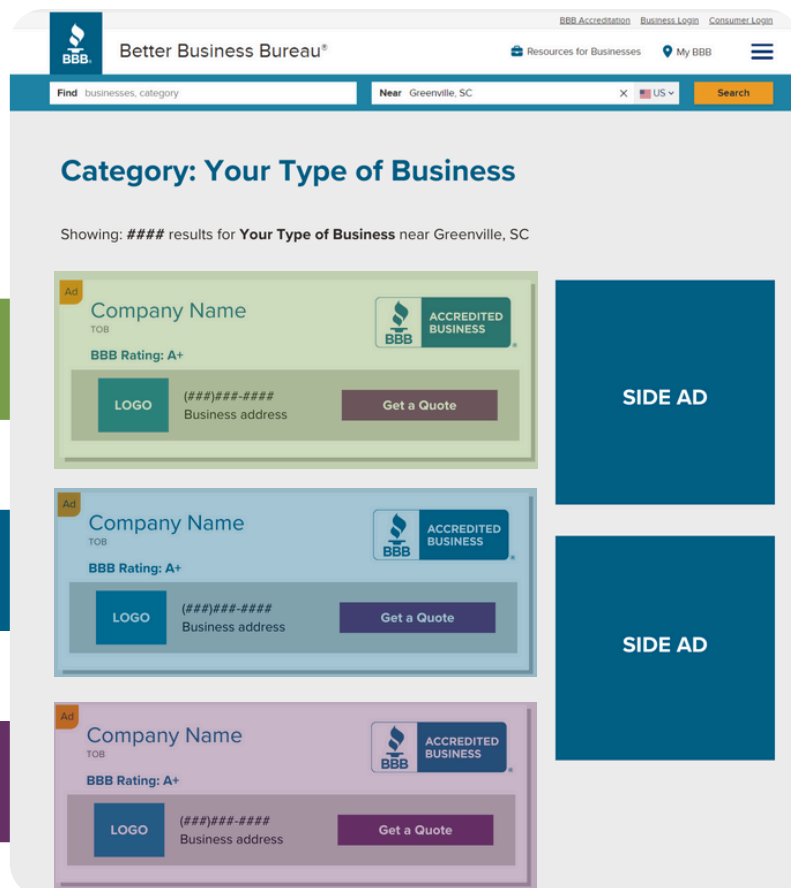 BBB Accreditation Business Login Consumer Login
BBB.
Better Business Bureau®
Resources for Businesses My BBB
Find businesses, category Near Greenville, SC X US Search
Category: Your Type of Business
Showing: #### results for Your Type of Business near Greenville, SC
Ad
Company Name
TOB
BBB Rating: A+
BBB ACCREDITED BUSINESS®
LOGO
(###)###-####
Business address
Get a Quote
SIDE AD
Ad
Company Name
TOB
BBB Rating: A+
BBB ACCREDITED BUSINESS®
LOGO
(###)###-####
Business address
Get a Quote
SIDE AD
Ad
Company Name
TOB
BBB Rating: A+
BBB ACCREDITED BUSINESS®
LOGO
(###)###-####
Business address
Get a Quote